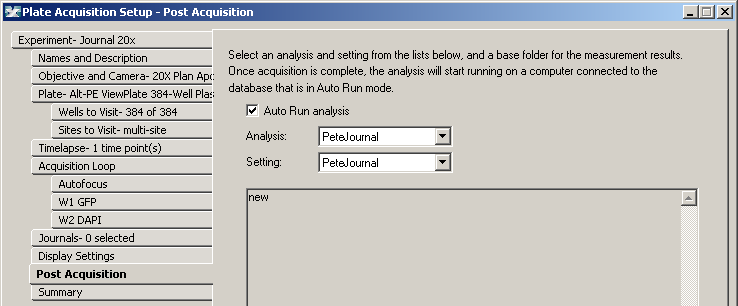 Plate Acquisition Setup - Post Acquisition
Experiment- Journal 20x
Names and Description
Objective and Camera- 20X Plan Apo
Plate- Alt-PE ViewPlate 384-Well Plas
Wells to Visit- 384 of 384
Sites to Visit- multi-site
Timelapse- 1 time point(s)
Acquisition Loop
Autofocus
W1 GFP
W2 DAPI
Journals- 0 selected
Display Settings
Post Acquisition
Summary
Select an analysis and setting from the lists below, and a base folder for the measurement results.
Once acquisition is complete, the analysis will start running on a computer connected to the
database that is in Auto Run mode.
Auto Run analysis
Analysis: PeteJournal
Setting: PeteJournal
new